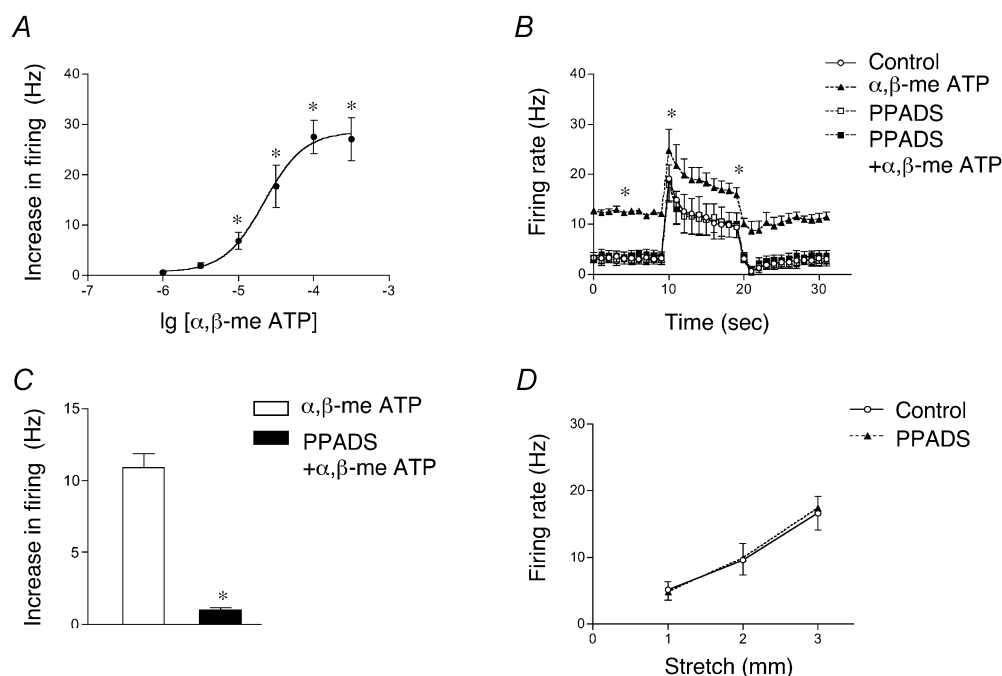 A
Increase in firing (Hz)
40
30
20
10
0
-7
-6
-5
-4
-3
*
*
*
*
lg [α,β-me ATP]
B
Control
α,β-me ATP
PPADS
PPADS
+α,β-me ATP
Firing rate (Hz)
40
30
20
10
0
0
10
20
30
*
*
*
Time (sec)
C
α,β-me ATP
PPADS
+α,β-me ATP
Increase in firing (Hz)
15
10
5
0
*
D
Control
PPADS
Firing rate (Hz)
30
20
10
0
0
1
2
3
Stretch (mm)